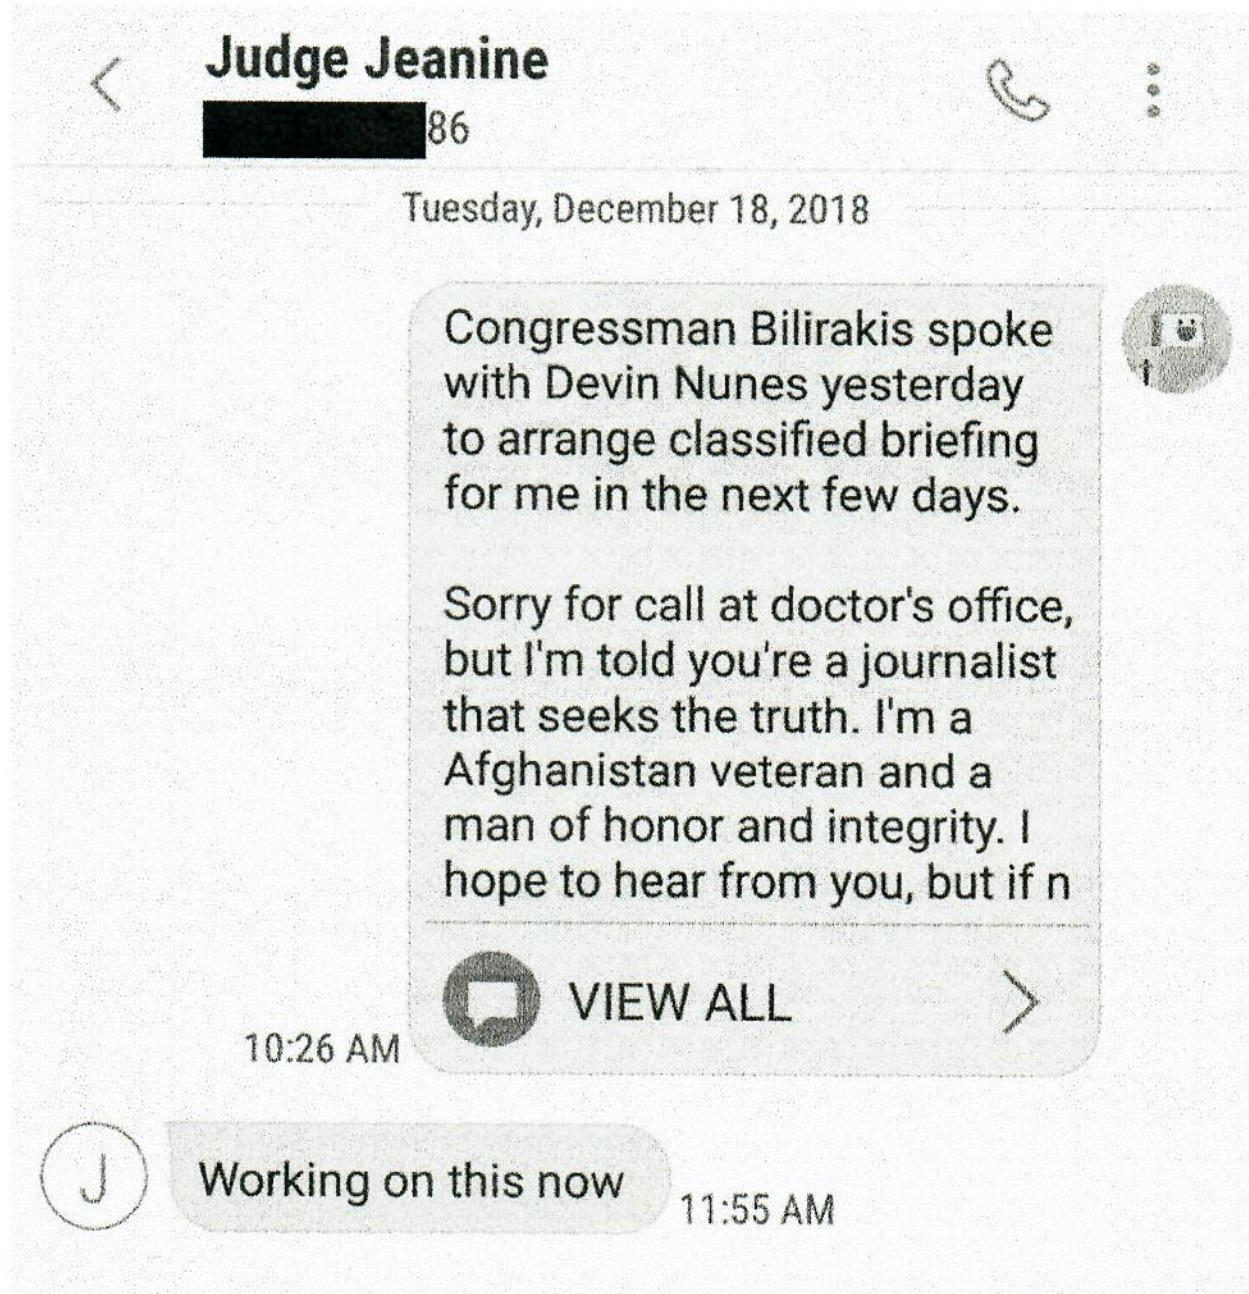 Judge Jeanine
86
Tuesday, December 18, 2018
Congressman Bilirakis spoke
with Devin Nunes yesterday
to arrange classified briefing
for me in the next few days.
Sorry for call at doctor's office,
but I'm told you're a journalist
that seeks the truth. I'm a
Afghanistan veteran and a
man of honor and integrity. I
hope to hear from you, but if n
VIEW ALL
10:26 AM
J
Working on this now
11:55 AM